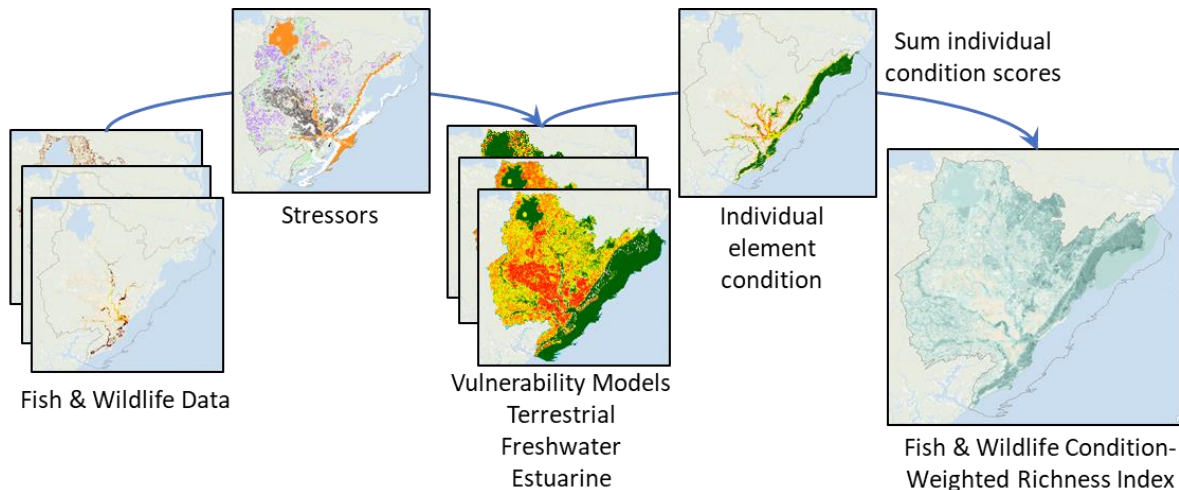 Sum individual
condition scores
Stressors
Individual
element
condition
Fish & Wildlife Data
Vulnerability Models
Terrestrial
Freshwater
Estuarine
Fish & Wildlife Condition-
Weighted Richness Index